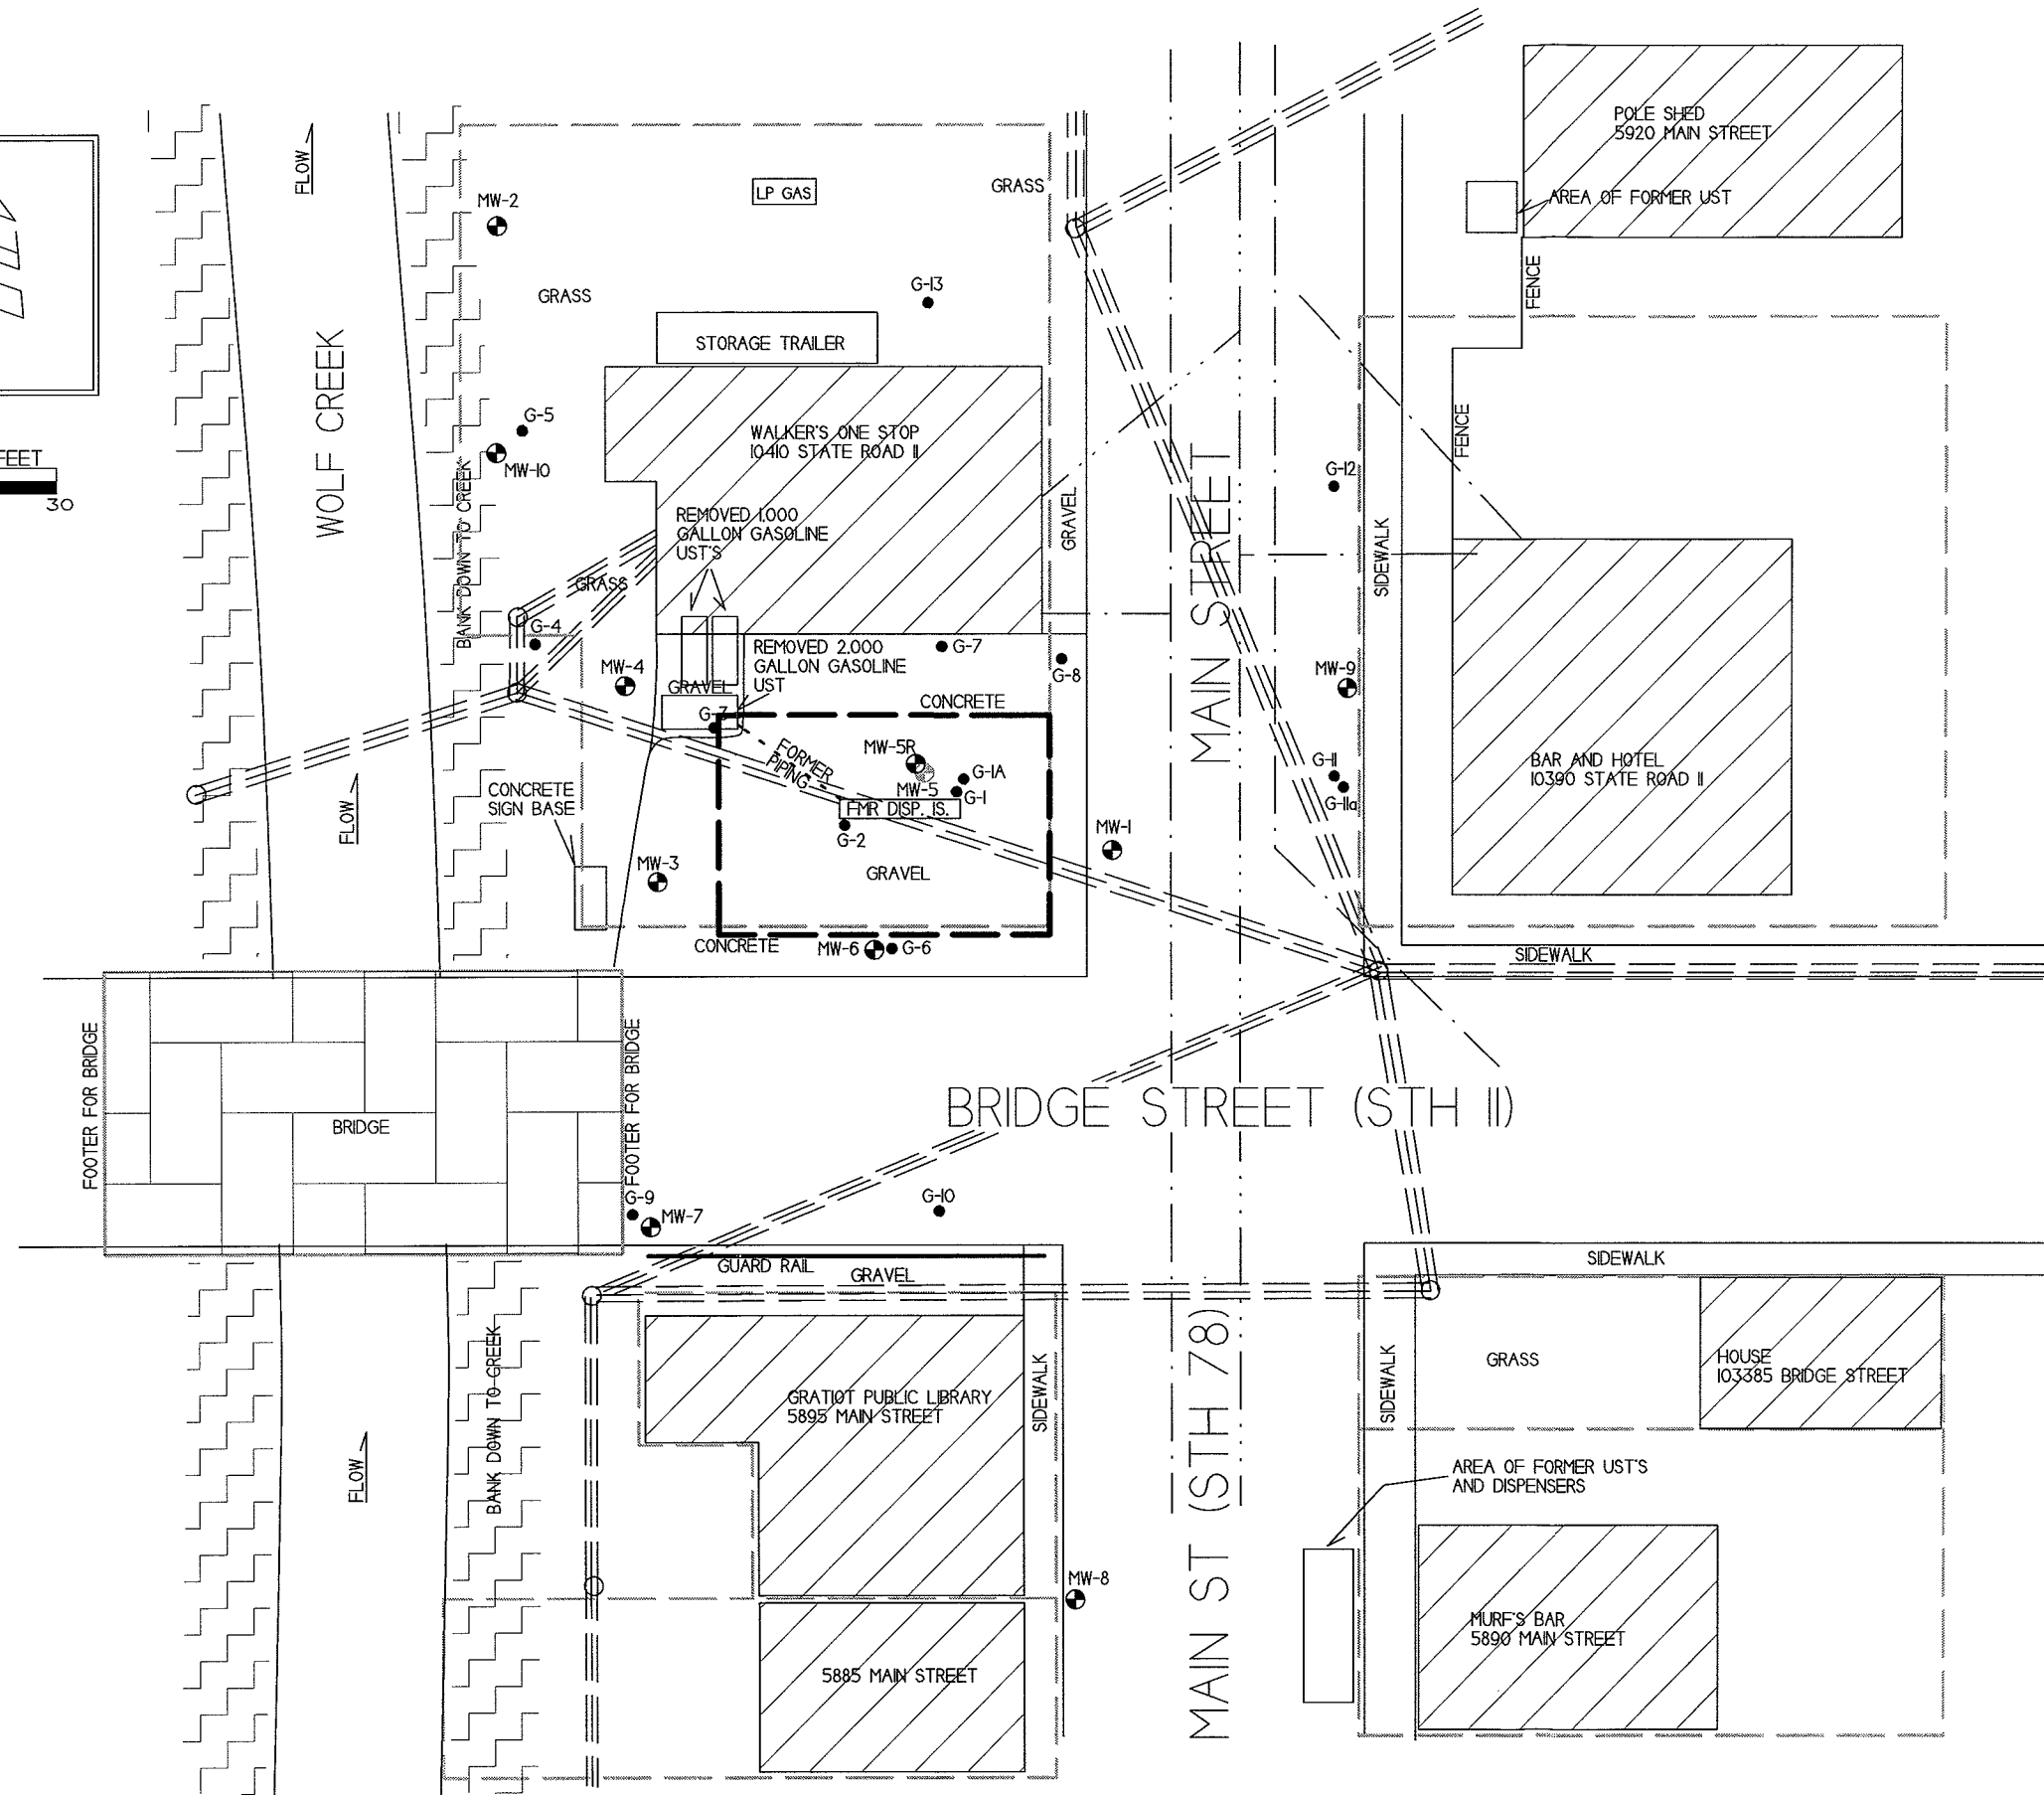 POLE SHED
5920 MAIN STREET
AREA OF FORMER UST
FENCE
FLOW
MW-2
LP GAS
GRASS
GRASS
G-13
STORAGE TRAILER
WOLF CREEK
FEET
30
G-5
MW-10
BANK DOWN TO CREEK
WALKER'S ONE STOP
10410 STATE ROAD 11
REMOVED 1,000
GALLON GASOLINE
UST'S
GRAVEL
MAIN STREET
G-12
SIDEWALK
FENCE
GRASS
G-4
MW-4
GRAVEL
REMOVED 2,000
GALLON GASOLINE
UST
G-7
G-8
CONCRETE
MW-9
G-7
FORMER
PIPING
MW-5R
MW-5
G-1A
G-1
FMR DISP. IS.
G-2
GRAVEL
MW-1
G-11
G-11a
BAR AND HOTEL
10390 STATE ROAD 11
CONCRETE
SIGN BASE
FLOW
MW-3
CONCRETE
MW-6
G-6
SIDEWALK
FOOTER FOR BRIDGE
BRIDGE
FOOTER FOR BRIDGE
BRIDGE STREET (STH 11)
G-9
MW-7
G-10
GUARD RAIL
GRAVEL
SIDEWALK
BANK DOWN TO CREEK
FLOW
GRATIOT PUBLIC LIBRARY
5895 MAIN STREET
SIDEWALK
MAIN ST (STH 78)
SIDEWALK
GRASS
HOUSE
103385 BRIDGE STREET
AREA OF FORMER UST'S
AND DISPENSERS
MW-8
5885 MAIN STREET
MURF'S BAR
5890 MAIN STREET